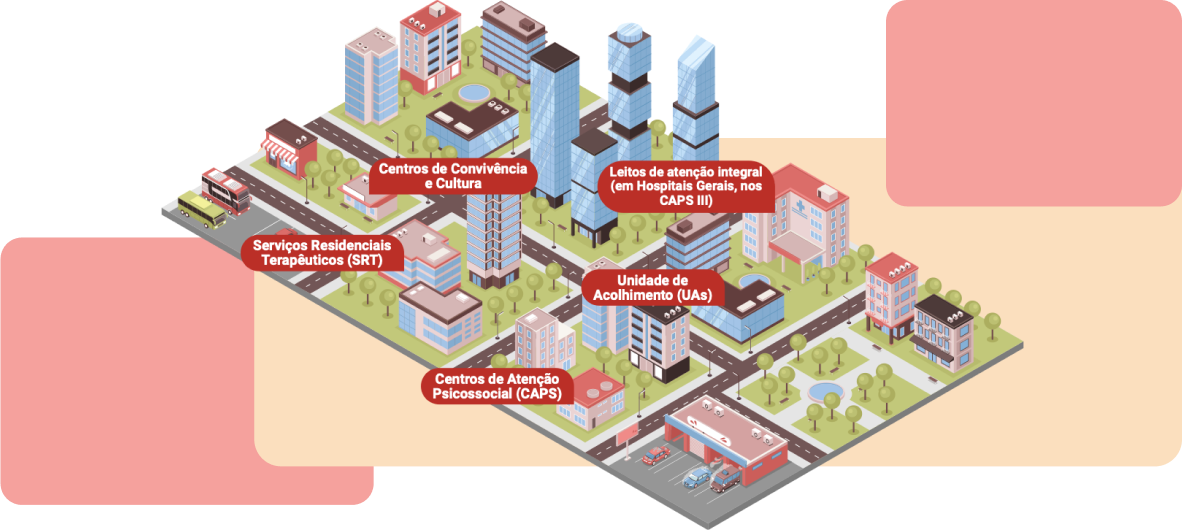 Centros de Convivência
e Cultura
Leitos de atenção integral
(em Hospitais Gerais, nos
CAPS III)
Serviços Residenciais
Terapêuticos (SRT)
Unidade de
Acolhimento (UAs)
Centros de Atenção
Psicossocial (CAPS)